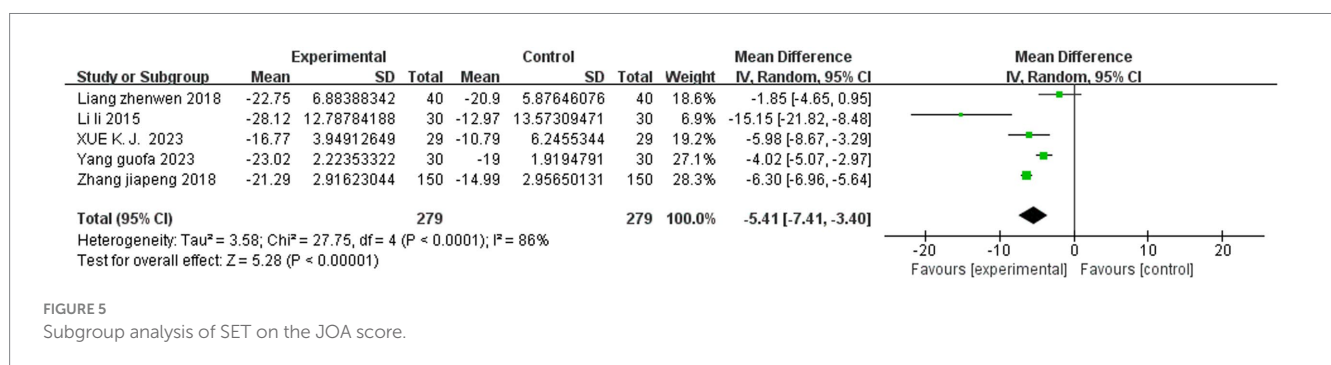 Experimental Control Mean Difference Mean Difference
Study or Subgroup Mean SD Total Mean SD Total Weight IV, Random, 95% CI IV, Random, 95% CI
Liang zhenwen 2018 -22.75 6.88388342 40 -20.9 5.87646076 40 18.6% -1.85 [-4.65, 0.95]
Li li 2015 -28.12 12.78784188 30 -12.97 13.57309471 30 6.9% -15.15 [-21.82, -8.48]
XUE K. J. 2023 -16.77 3.94912649 29 -10.79 6.2455344 29 19.2% -5.98 [-8.67, -3.29]
Yang guofa 2023 -23.02 2.22353322 30 -19 1.9194791 30 27.1% -4.02 [-5.07, -2.97]
Zhang jiapeng 2018 -21.29 2.91623044 150 -14.99 2.95650131 150 28.3% -6.30 [-6.96, -5.64]
Total (95% CI) 279 279 100.0% -5.41 [-7.41, -3.40]
Heterogeneity: Tau² = 3.58; Chi² = 27.75, df = 4 (P < 0.0001); I² = 86%
Test for overall effect: Z = 5.28 (P < 0.00001)
-20 -10 0 10 20
Favours [experimental] Favours [control]
FIGURE 5
Subgroup analysis of SET on the JOA score.